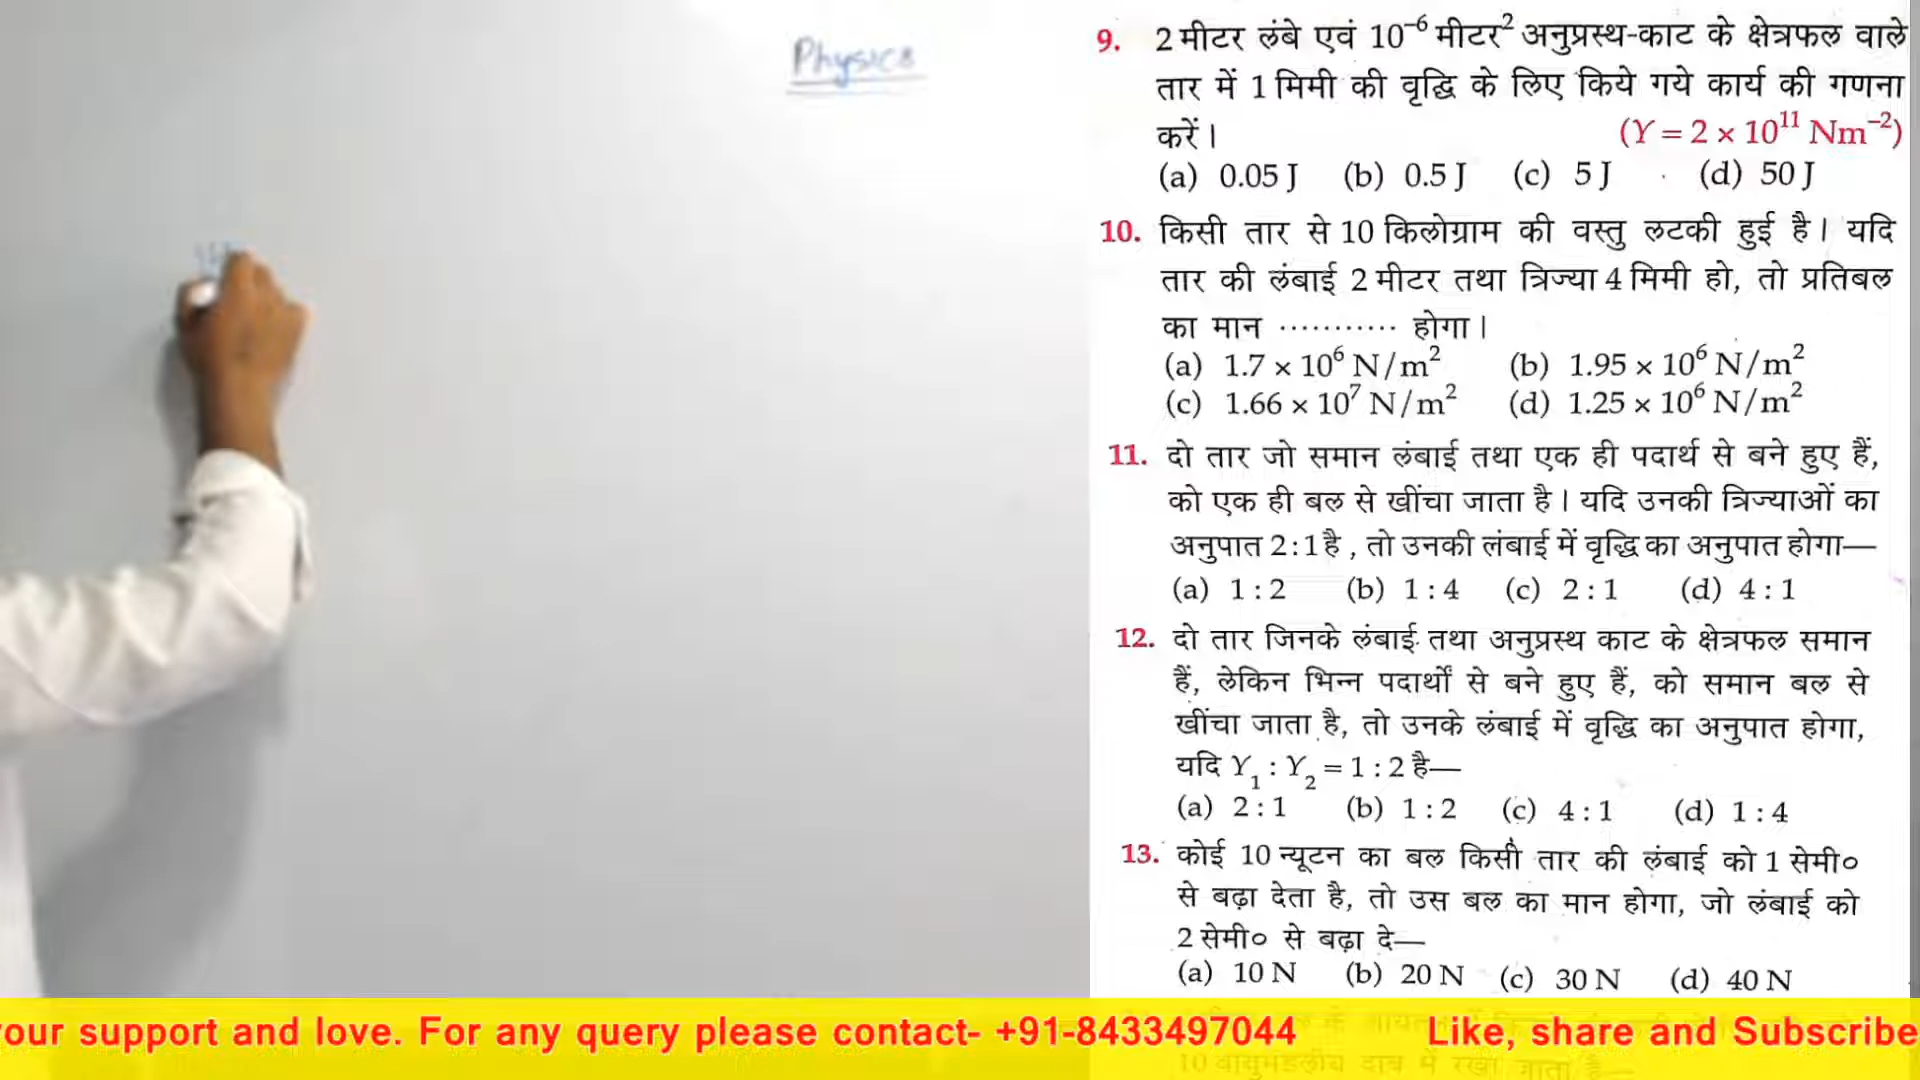 Physics
9. 2 मीटर लंबे एवं 10⁻⁶ मीटर² अनुप्रस्थ-काट के क्षेत्रफल वाले
तार में 1 मिमी की वृद्धि के लिए किये गये कार्य की गणना
करें। (Y = 2 × 10¹¹ Nm⁻²)
(a) 0.05 J (b) 0.5 J (c) 5 J (d) 50 J
10. किसी तार से 10 किलोग्राम की वस्तु लटकी हुई है। यदि
तार की लंबाई 2 मीटर तथा त्रिज्या 4 मिमी हो, तो प्रतिबल
का मान ........... होगा।
(a) 1.7 × 10⁶ N/m² (b) 1.95 × 10⁶ N/m²
(c) 1.66 × 10⁷ N/m² (d) 1.25 × 10⁶ N/m²
11. दो तार जो समान लंबाई तथा एक ही पदार्थ से बने हुए हैं,
को एक ही बल से खींचा जाता है। यदि उनकी त्रिज्याओं का
अनुपात 2:1 है, तो उनकी लंबाई में वृद्धि का अनुपात होगा—
(a) 1 : 2 (b) 1 : 4 (c) 2 : 1 (d) 4 : 1
12. दो तार जिनके लंबाई तथा अनुप्रस्थ काट के क्षेत्रफल समान
हैं, लेकिन भिन्न पदार्थों से बने हुए हैं, को समान बल से
खींचा जाता है, तो उनके लंबाई में वृद्धि का अनुपात होगा,
यदि Y₁ : Y₂ = 1 : 2 है—
(a) 2 : 1 (b) 1 : 2 (c) 4 : 1 (d) 1 : 4
13. कोई 10 न्यूटन का बल किसी तार की लंबाई को 1 सेमी०
से बढ़ा देता है, तो उस बल का मान होगा, जो लंबाई को
2 सेमी० से बढ़ा दे—
(a) 10 N (b) 20 N (c) 30 N (d) 40 N
our support and love. For any query please contact- +91-8433497044 Like, share and Subscribe
10 वायुमंडलीय दाब में रखा जाता है—